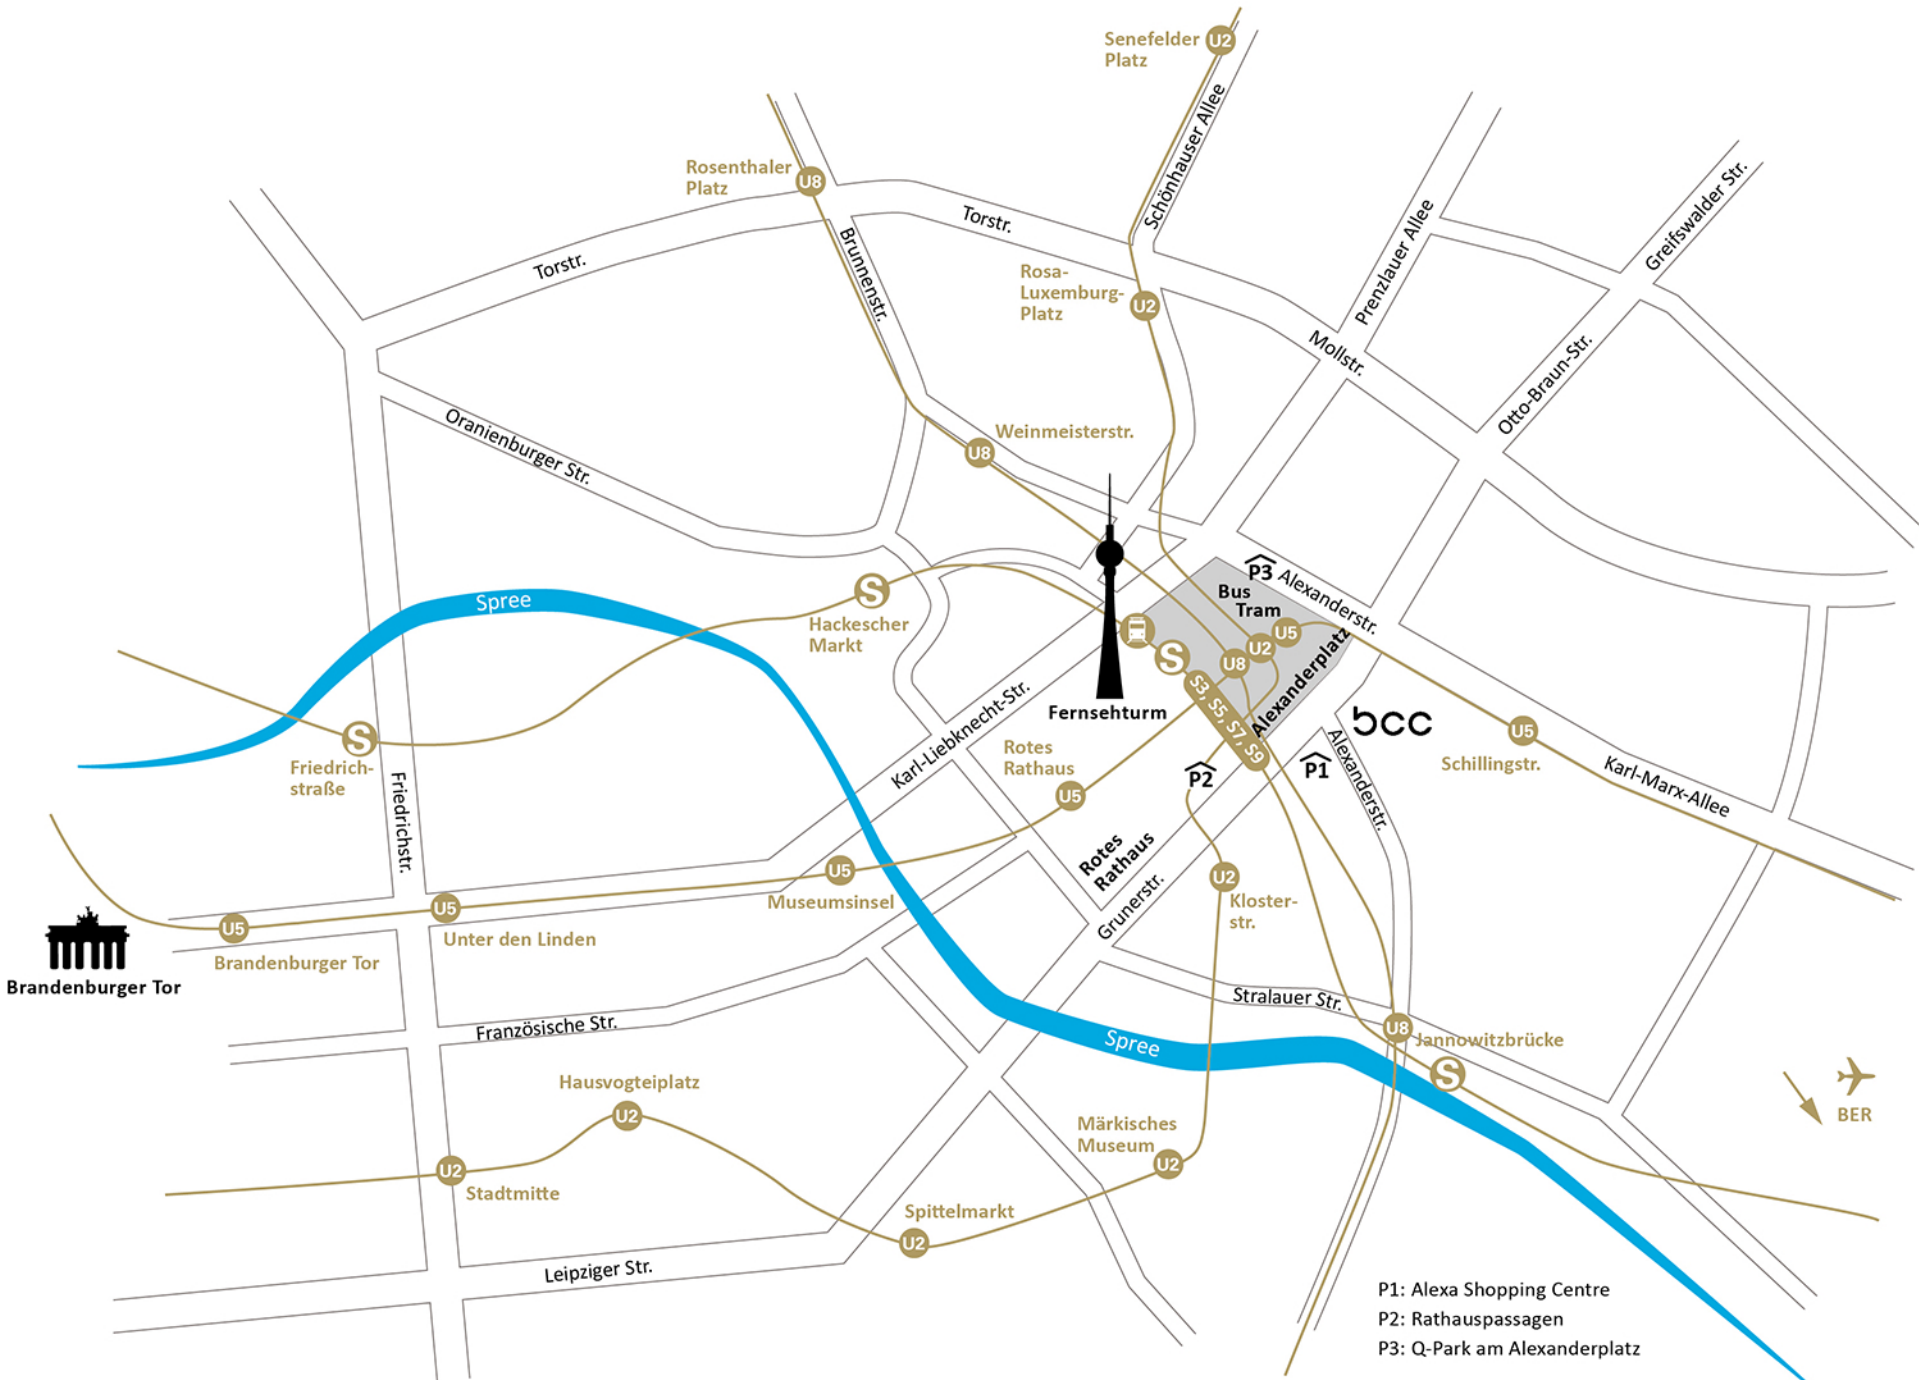 Senefelder
Platz
U2
Schönhauser Allee
Rosenthaler
Platz
U8
Torstr.
Torstr.
Brunnenstr.
Rosa-
Luxemburg-
Platz
U2
Prenzlauer Allee
Greifswalder Str.
Mollstr.
Otto-Braun-Str.
Oranienburger Str.
Weinmeisterstr.
U8
Spree
S
Hackescher
Markt
P3
Alexanderstr.
Bus
Tram
U5
U2
U8
S
S3, S5, S7, S9
Alexanderplatz
Fernsehturm
bcc
U5
Schillingstr.
Karl-Marx-Allee
S
Friedrich-
straße
Friedrichstr.
Karl-Liebknecht-Str.
Rotes
Rathaus
U5
P2
P1
Alexanderstr.
Rotes
Rathaus
Grunerstr.
U2
Kloster-
str.
U5
Museumsinsel
U5
Unter den Linden
U5
Brandenburger Tor
Brandenburger Tor
Französische Str.
Stralauer Str.
Spree
U8
Jannowitzbrücke
S
BER
Hausvogteiplatz
U2
Märkisches
Museum
U2
U2
Stadtmitte
Spittelmarkt
U2
Leipziger Str.
P1: Alexa Shopping Centre
P2: Rathauspassagen
P3: Q-Park am Alexanderplatz